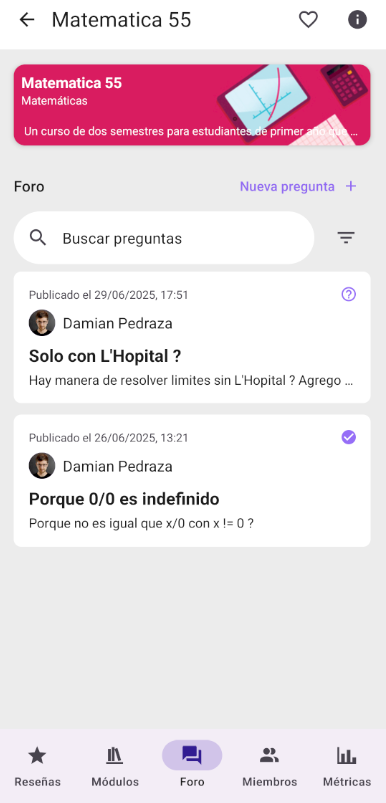 Matematica 55
Matematica 55
Matemáticas
Un curso de dos semestres para estudiantes de primer año que ...
Foro
Nueva pregunta +
Buscar preguntas
Publicado el 29/06/2025, 17:51
Damian Pedraza
Solo con L'Hopital ?
Hay manera de resolver limites sin L'Hopital ? Agrego ...
Publicado el 26/06/2025, 13:21
Damian Pedraza
Porque 0/0 es indefinido
Porque no es igual que x/0 con x != 0 ?
Reseñas Módulos Foro Miembros Métricas